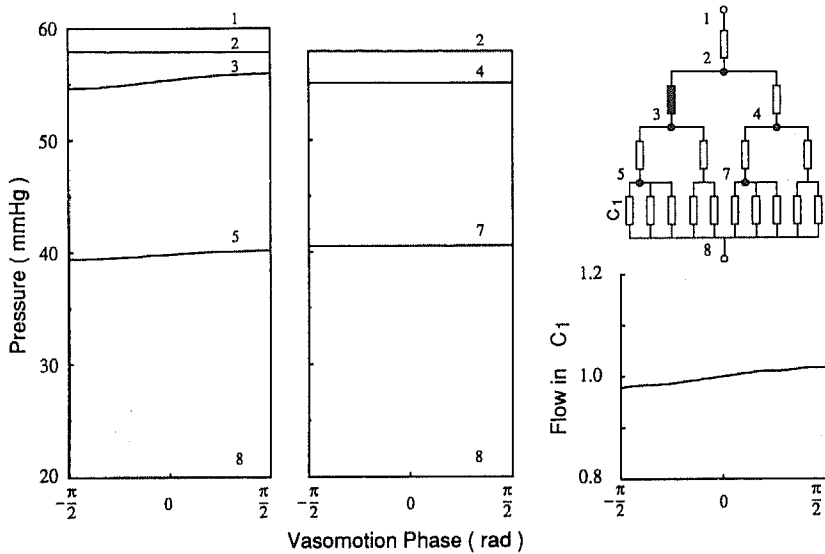 60
50
40
30
20
Pressure ( mmHg )
1
2
3
5
8
−π/2
0
π/2
2
4
7
8
−π/2
0
π/2
Vasomotion Phase ( rad )
1
2
3
4
5
7
C1
8
1.2
1.0
0.8
Flow in C1
−π/2
0
π/2